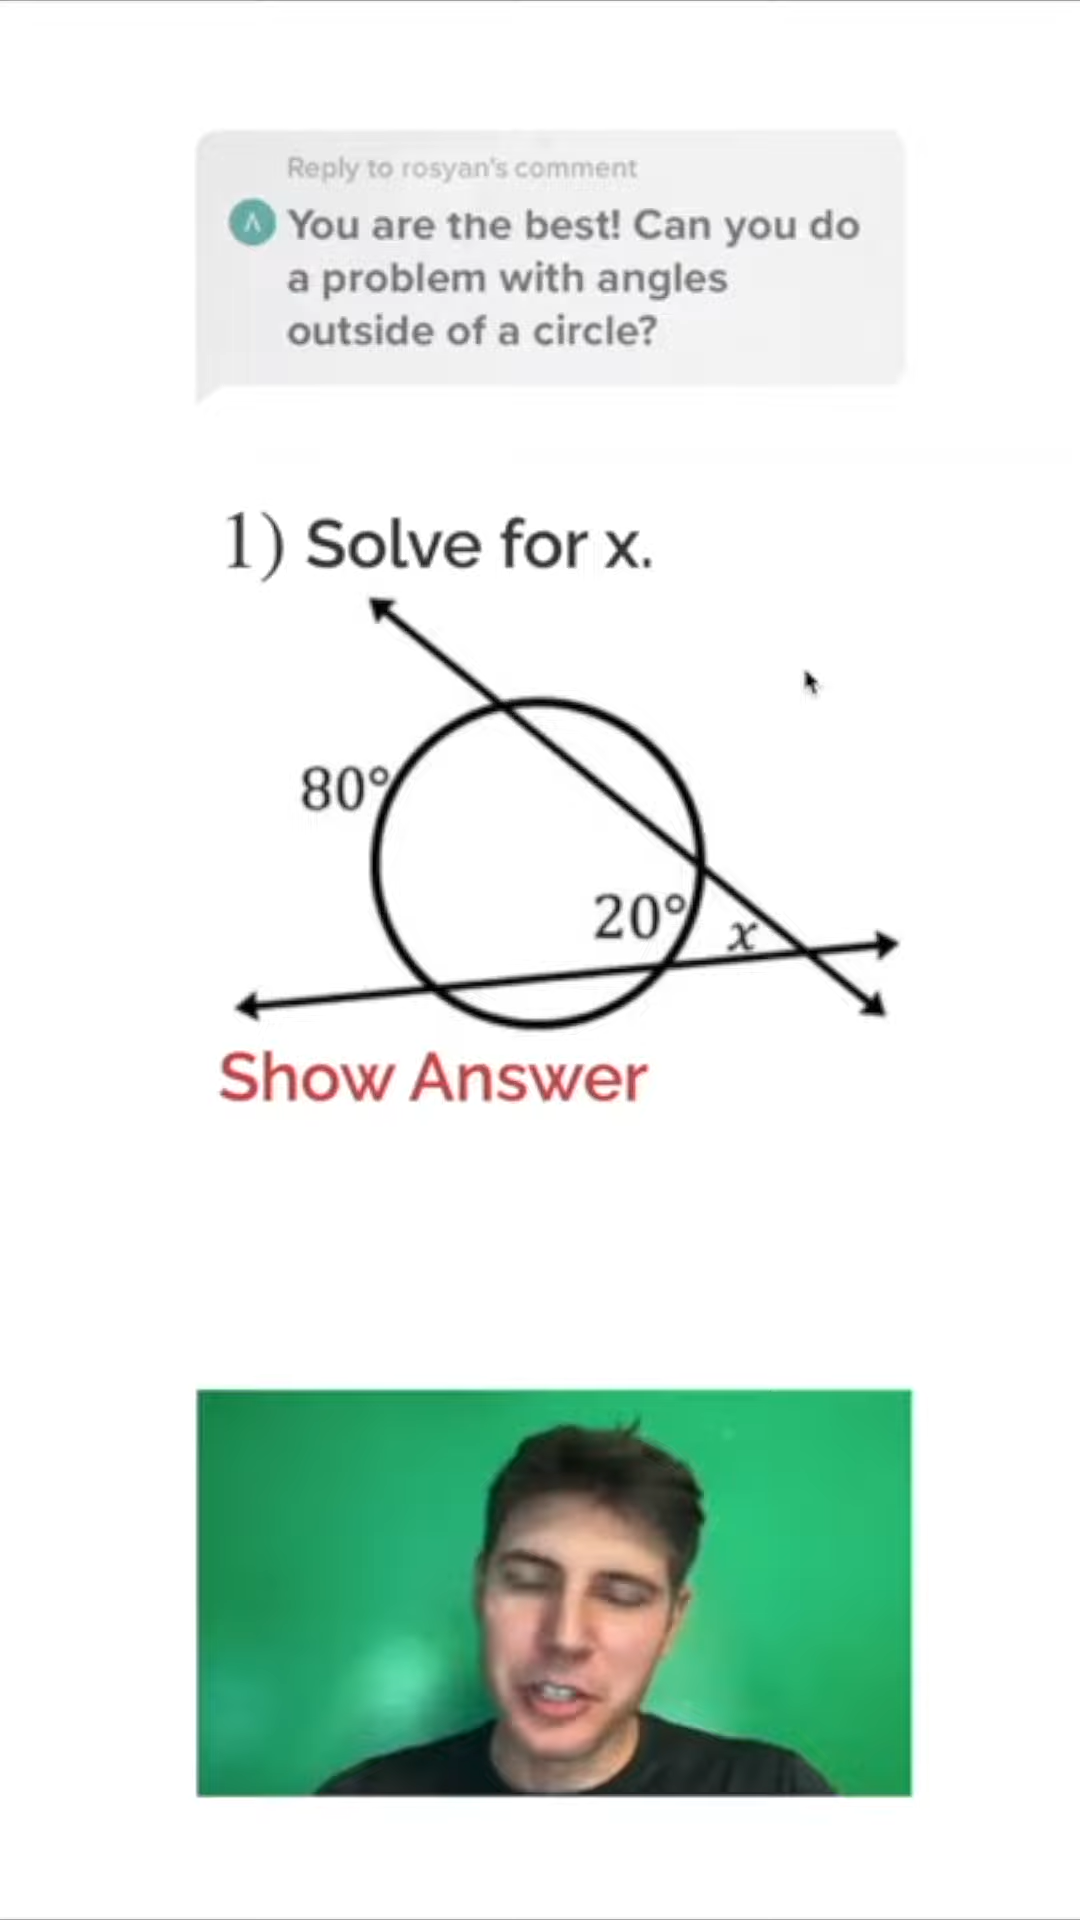 Reply to rosyan's comment
You are the best! Can you do
a problem with angles
outside of a circle?
1) Solve for x.
80°
20°
x
Show Answer